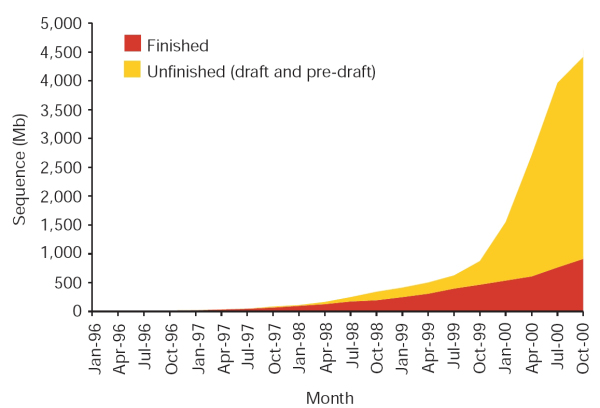 5,000
4,500
4,000
3,500
3,000
2,500
2,000
1,500
1,000
500
0
Sequence (Mb)
Finished
Unfinished (draft and pre-draft)
Jan-96
Apr-96
Jul-96
Oct-96
Jan-97
Apr-97
Jul-97
Oct-97
Jan-98
Apr-98
Jul-98
Oct-98
Jan-99
Apr-99
Jul-99
Oct-99
Jan-00
Apr-00
Jul-00
Oct-00
Month